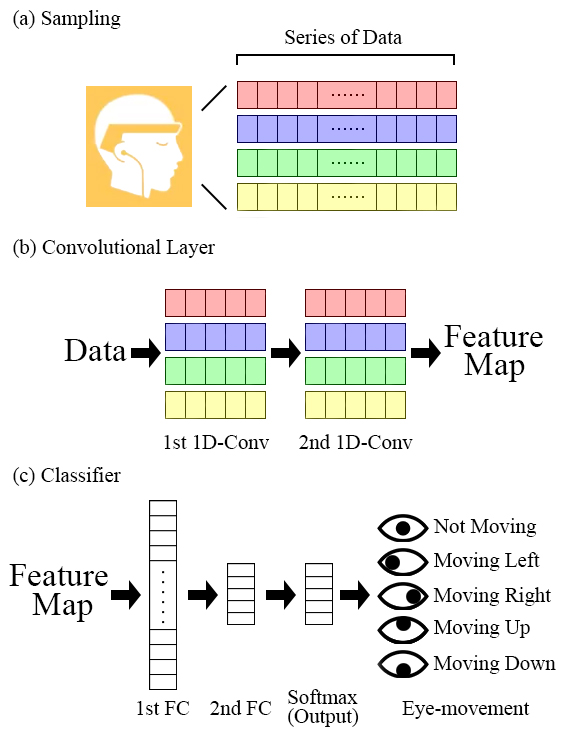 (a) Sampling
Series of Data
······
······
······
······
(b) Convolutional Layer
Data
Feature
Map
1st 1D-Conv
2nd 1D-Conv
(c) Classifier
Feature
Map
Not Moving
Moving Left
Moving Right
Moving Up
Moving Down
1st FC
2nd FC
Softmax
(Output)
Eye-movement